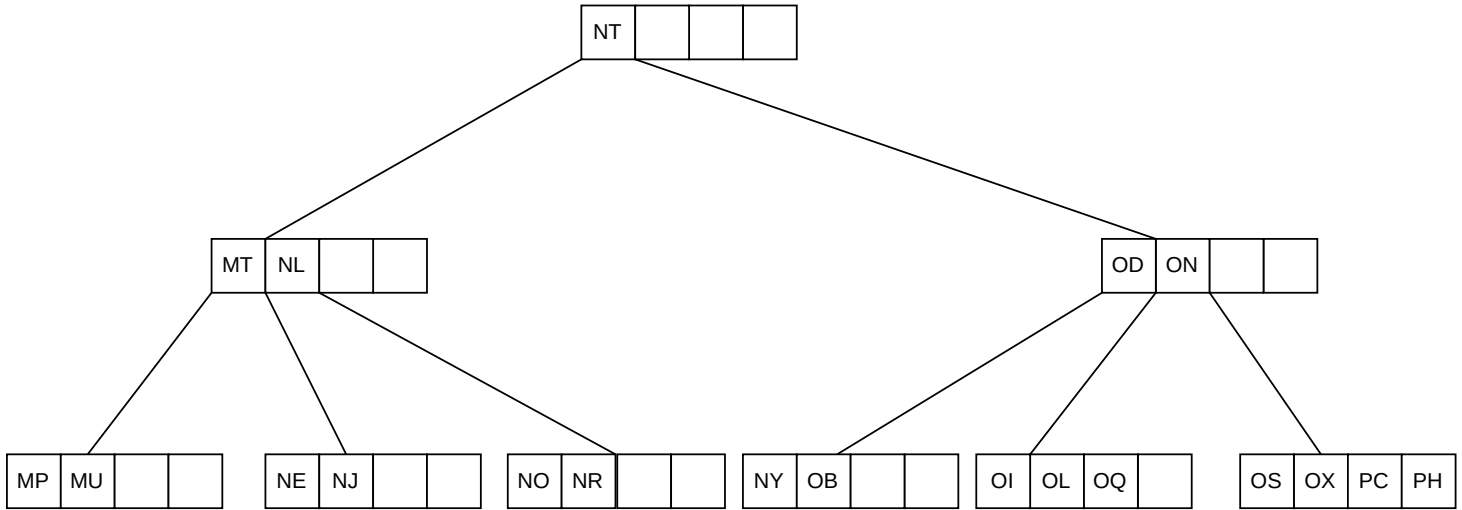 NT
MT NL
OD ON
MP MU
NE NJ
NO NR
NY OB
OI OL OQ
OS OX PC PH